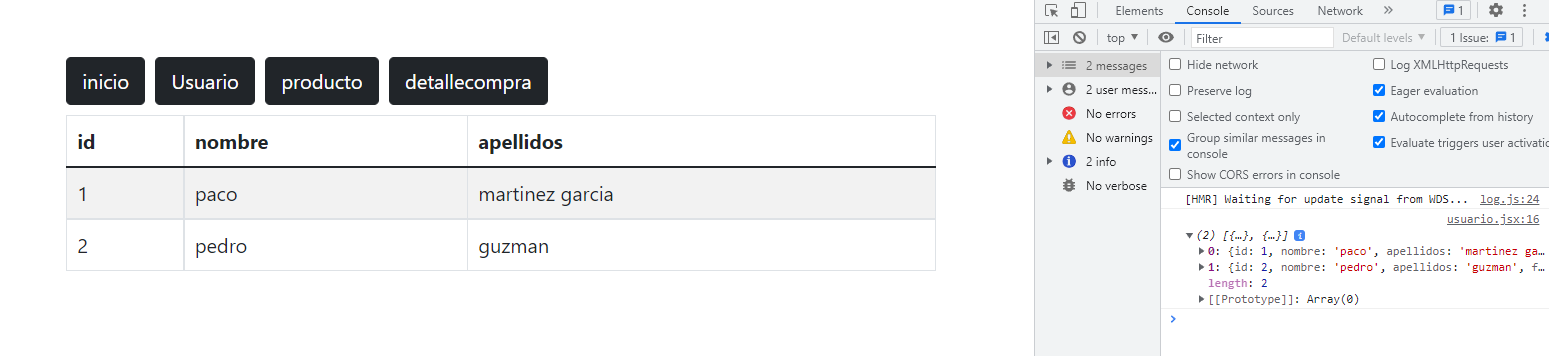 inicio Usuario producto detallecompra
id nombre apellidos
1 paco martinez garcia
2 pedro guzman
Elements Console Sources Network » 1
top ▼ Filter Default levels ▼ 1 Issue: 1
2 messages
2 user mess...
No errors
No warnings
2 info
No verbose
Hide network Log XMLHttpRequests
Preserve log Eager evaluation
Selected context only Autocomplete from history
Group similar messages in Evaluate triggers user activatio
console
Show CORS errors in console
[HMR] Waiting for update signal from WDS... log.js:24
usuario.jsx:16
(2) [{…}, {…}] i
0: {id: 1, nombre: 'paco', apellidos: 'martinez ga…
1: {id: 2, nombre: 'pedro', apellidos: 'guzman', f…
length: 2
[[Prototype]]: Array(0)